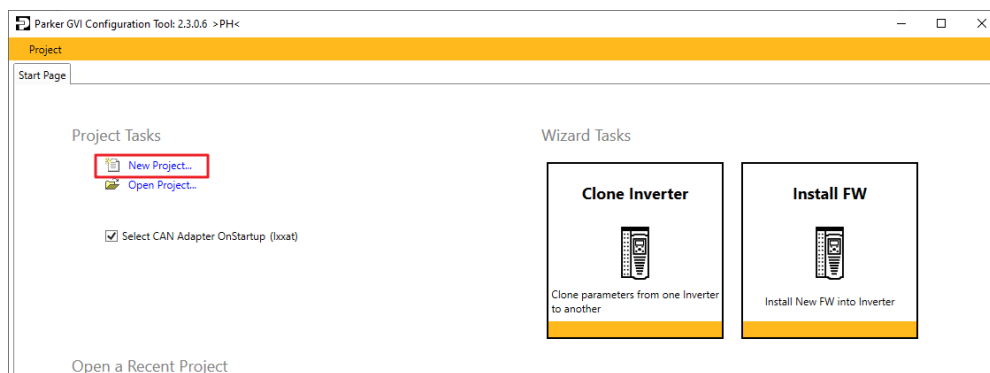 Parker GVI Configuration Tool: 2.3.0.6 >PH<
Project
Start Page
Project Tasks
New Project...
Open Project...
Select CAN Adapter OnStartup (Ixxat)
Wizard Tasks
Clone Inverter
Clone parameters from one Inverter
to another
Install FW
Install New FW into Inverter
Open a Recent Project